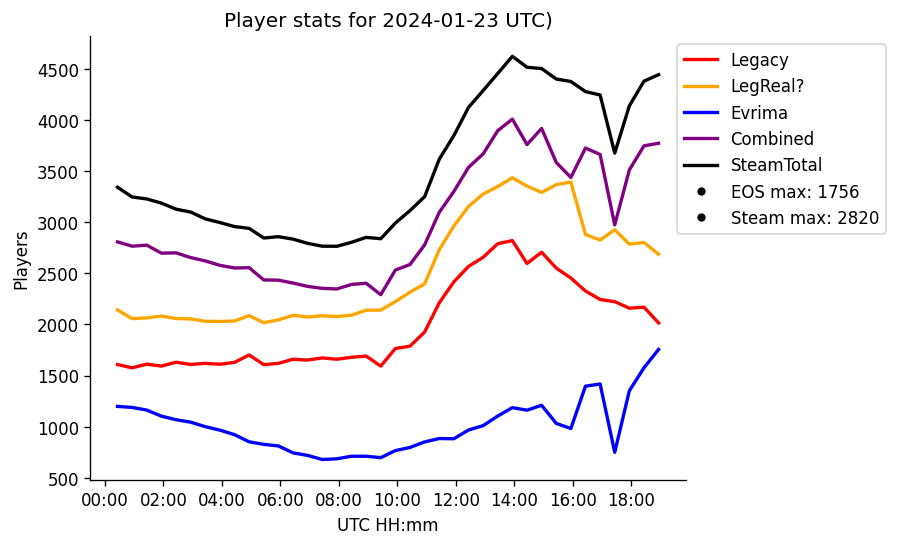 Player stats for 2024-01-23 UTC)
Legacy
LegReal?
Evrima
Combined
SteamTotal
EOS max: 1756
Steam max: 2820
Players
4500
4000
3500
3000
2500
2000
1500
1000
500
00:00 02:00 04:00 06:00 08:00 10:00 12:00 14:00 16:00 18:00
UTC HH:mm